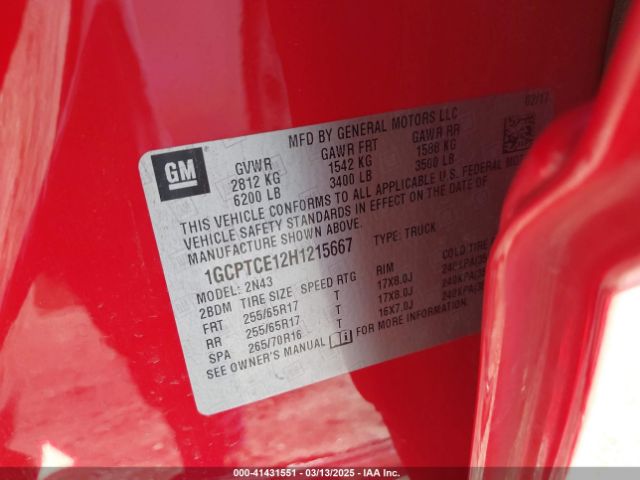 02/17
MFD BY GENERAL MOTORS LLC
GM
GVWR GAWR FRT GAWR RR
2812 KG 1542 KG 1588 KG
6200 LB 3400 LB 3500 LB
THIS VEHICLE CONFORMS TO ALL APPLICABLE U.S. FEDERAL
VEHICLE SAFETY STANDARDS IN EFFECT ON THE DATE OF
MANUFACTURE SHOWN ABOVE.
1GCPTCE12H1215667 TYPE: TRUCK
MODEL: 2N43
2BDM TIRE SIZE SPEED RTG RIM COLD TIRE
FRT 255/65R17 T 17X8.0J
RR 255/65R17 T 17X8.0J
SPA 265/70R16 T 16X7.0J
SEE OWNER'S MANUAL i FOR MORE INFORMATION
000-41431551 | 03/13/2025 — IAA Inc.